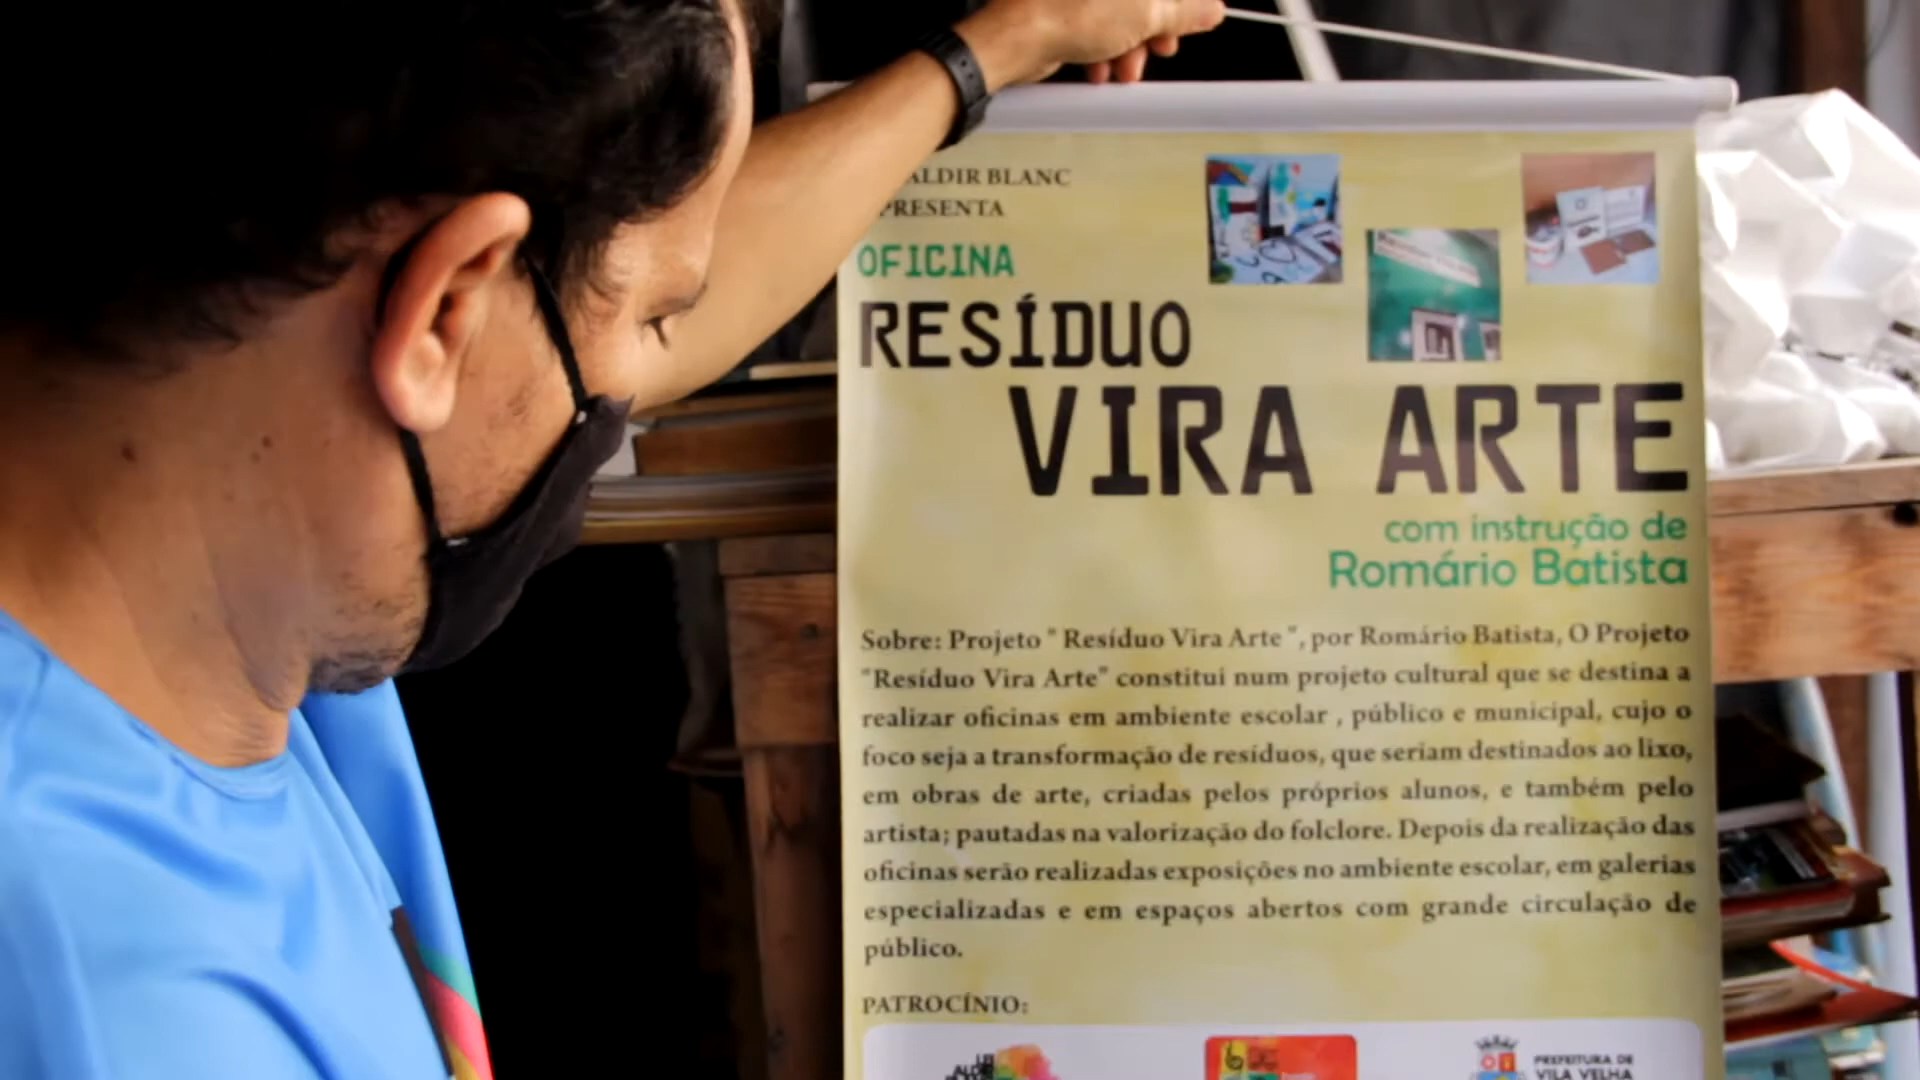 ALDIR BLANC
PRESENTA
OFICINA
RESÍDUO
VIRA ARTE
com instrução de
Romário Batista
Sobre: Projeto " Resíduo Vira Arte ", por Romário Batista, O Projeto
"Resíduo Vira Arte" constitui num projeto cultural que se destina a
realizar oficinas em ambiente escolar , público e municipal, cujo o
foco seja a transformação de resíduos, que seriam destinados ao lixo,
em obras de arte, criadas pelos próprios alunos, e também pelo
artista; pautadas na valorização do folclore. Depois da realização das
oficinas serão realizadas exposições no ambiente escolar, em galerias
especializadas e em espaços abertos com grande circulação de
público.
PATROCÍNIO:
LEI
ALDIR
PREFEITURA DE
VILA VELHA